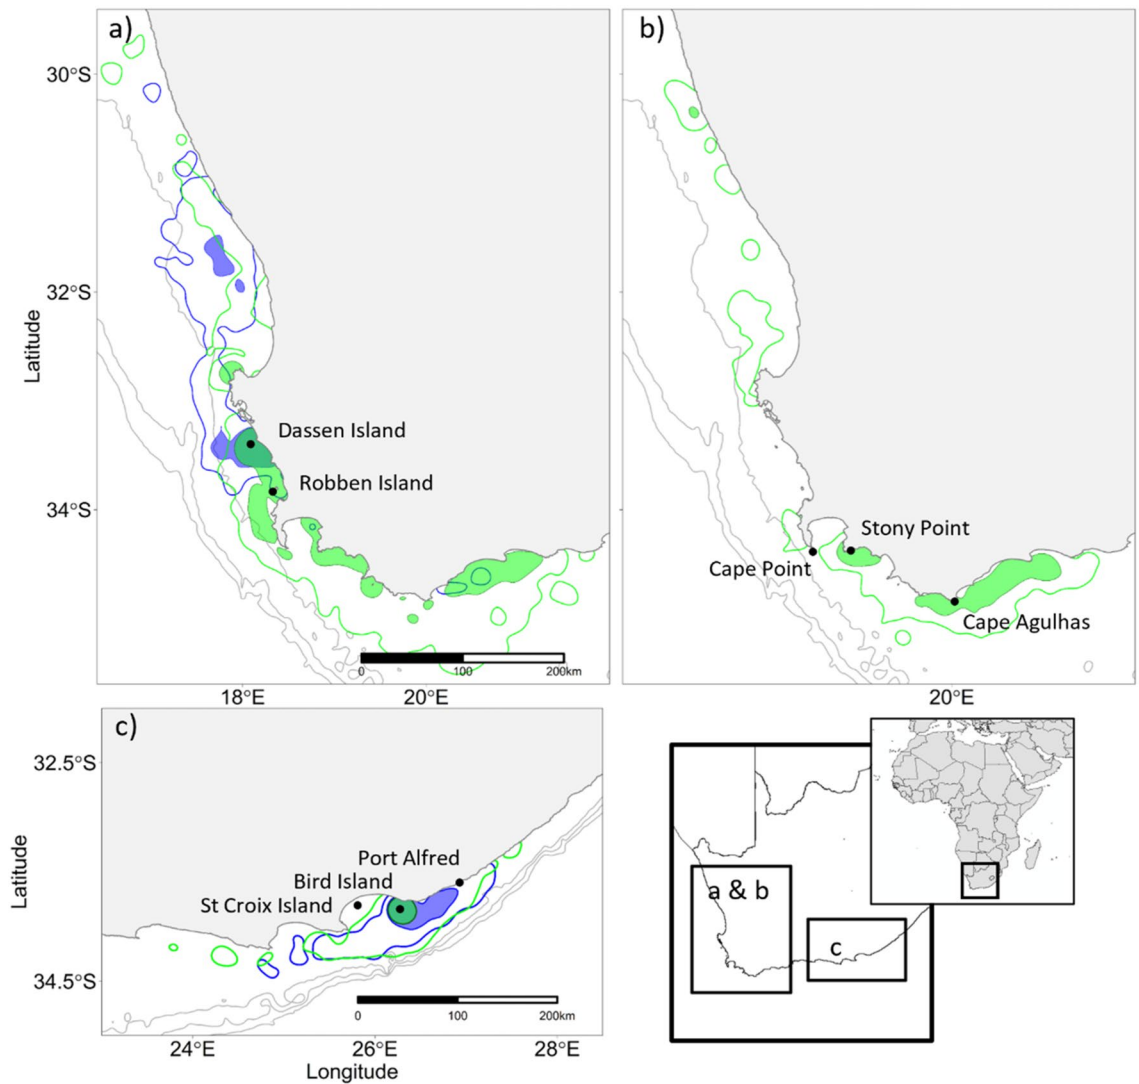 a)
b)
30°S
32°S
34°S
Latitude
Dassen Island
Robben Island
Stony Point
Cape Point
Cape Agulhas
0
100
200km
18°E
20°E
20°E
c)
32.5°S
34.5°S
Latitude
Port Alfred
Bird Island
St Croix Island
0
100
200km
24°E
26°E
28°E
Longitude
a & b
c